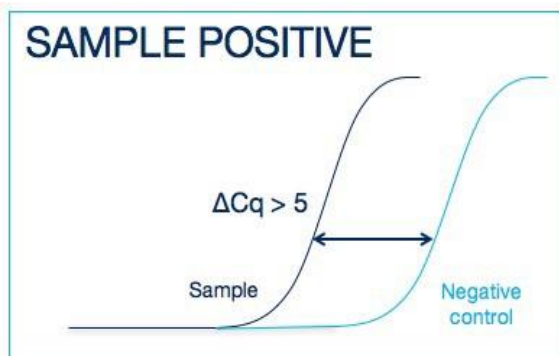 SAMPLE POSITIVE
ΔCq > 5
Sample
Negative
control